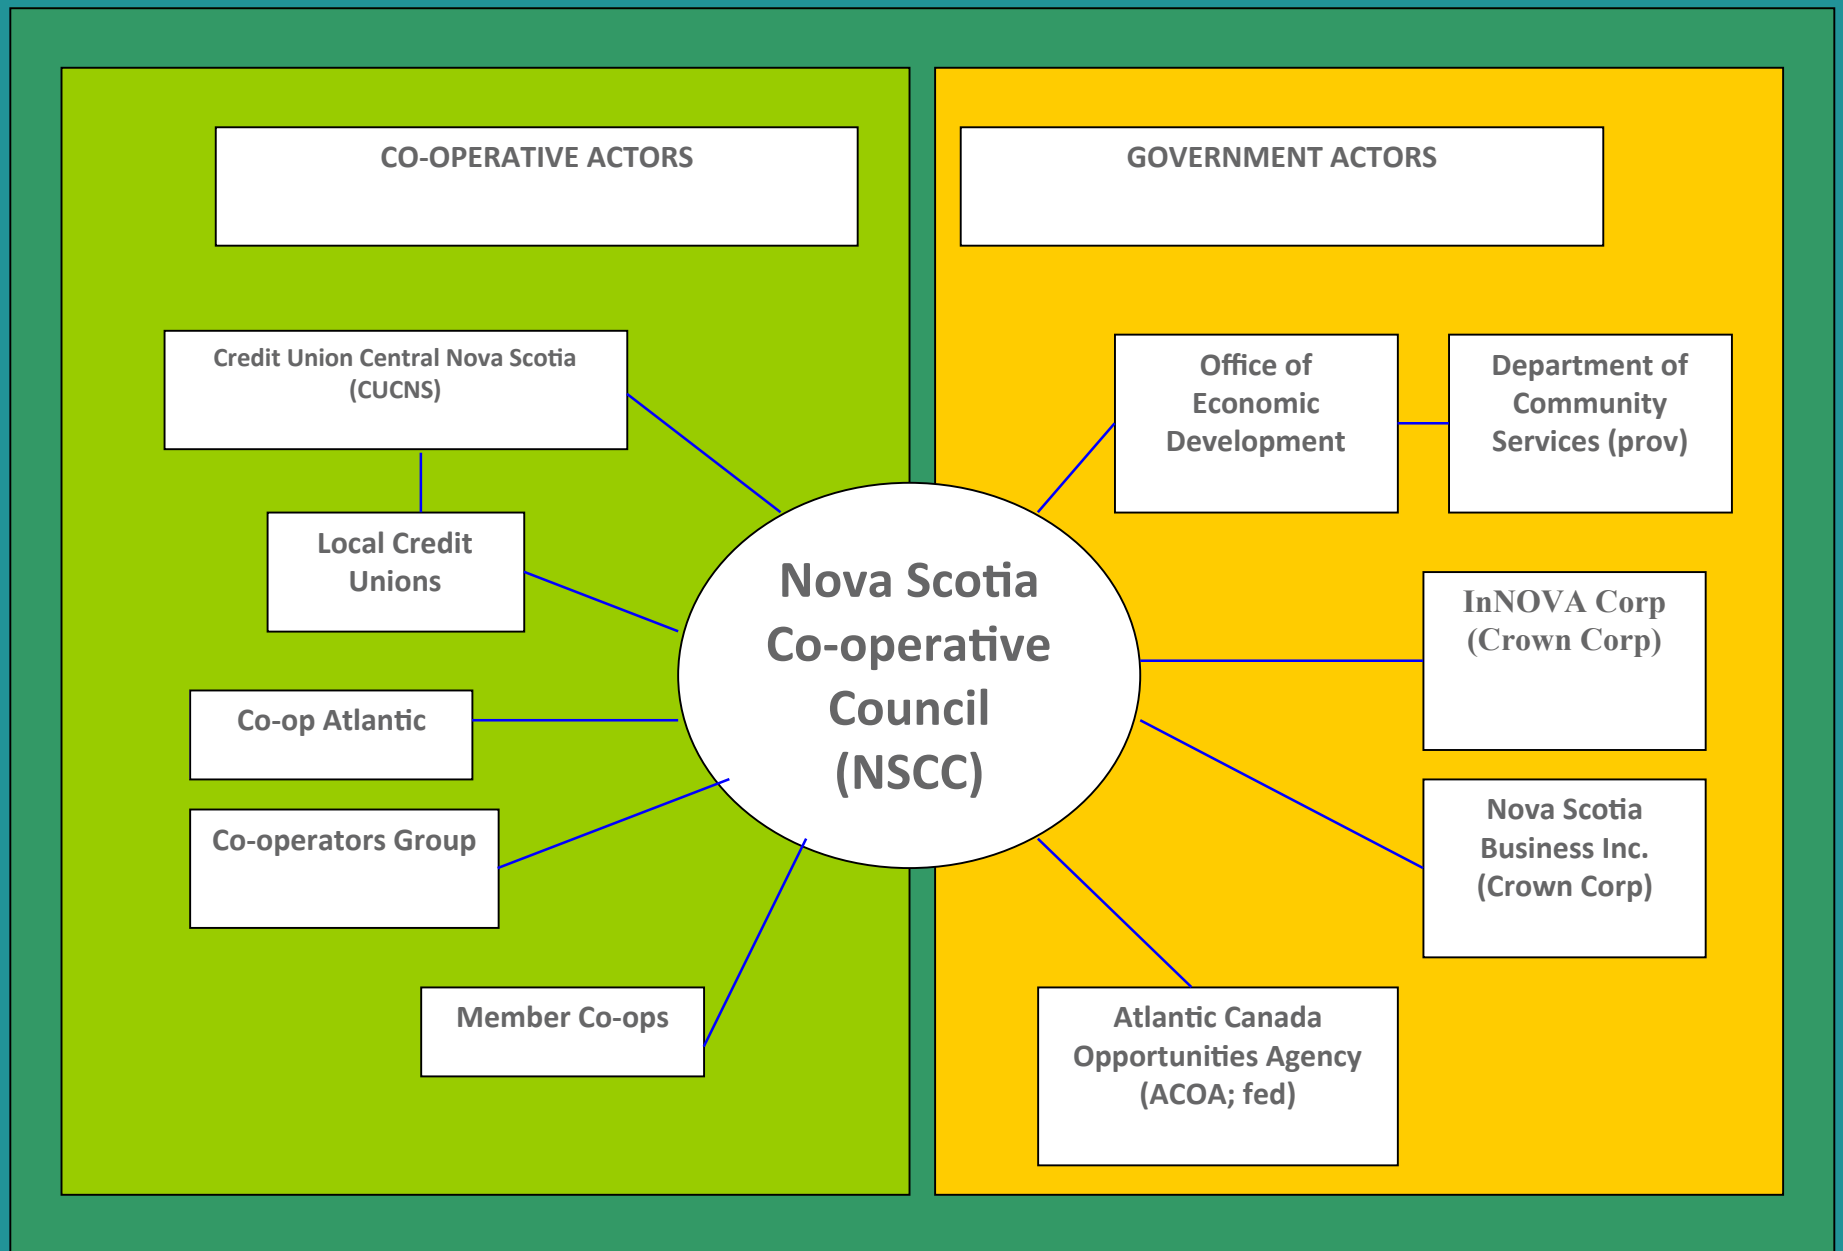 CO-OPERATIVE ACTORS
GOVERNMENT ACTORS
Credit Union Central Nova Scotia
(CUCNS)
Local Credit
Unions
Co-op Atlantic
Co-operators Group
Member Co-ops
Nova Scotia
Co-operative
Council
(NSCC)
Office of
Economic
Development
Department of
Community
Services (prov)
InNOVA Corp
(Crown Corp)
Nova Scotia
Business Inc.
(Crown Corp)
Atlantic Canada
Opportunities Agency
(ACOA; fed)